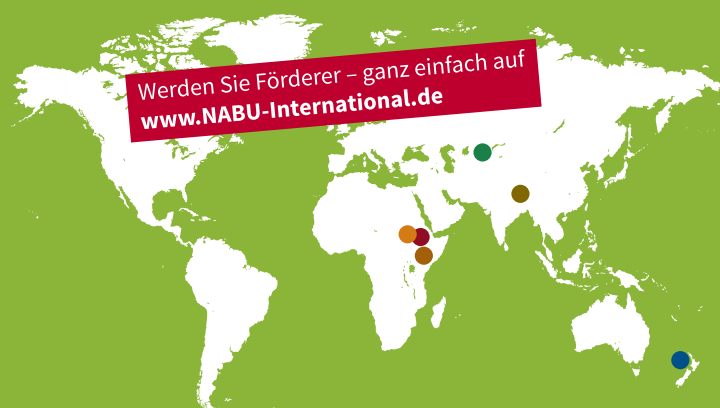 Werden Sie Förderer – ganz einfach auf
www.NABU-International.de